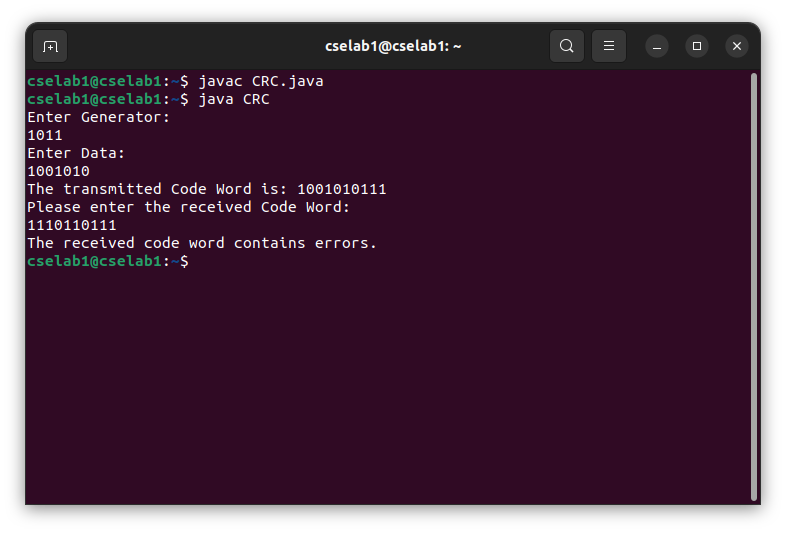 cselab1@cselab1: ~
cselab1@cselab1:~$ javac CRC.java
cselab1@cselab1:~$ java CRC
Enter Generator:
1011
Enter Data:
1001010
The transmitted Code Word is: 1001010111
Please enter the received Code Word:
1110110111
The received code word contains errors.
cselab1@cselab1:~$